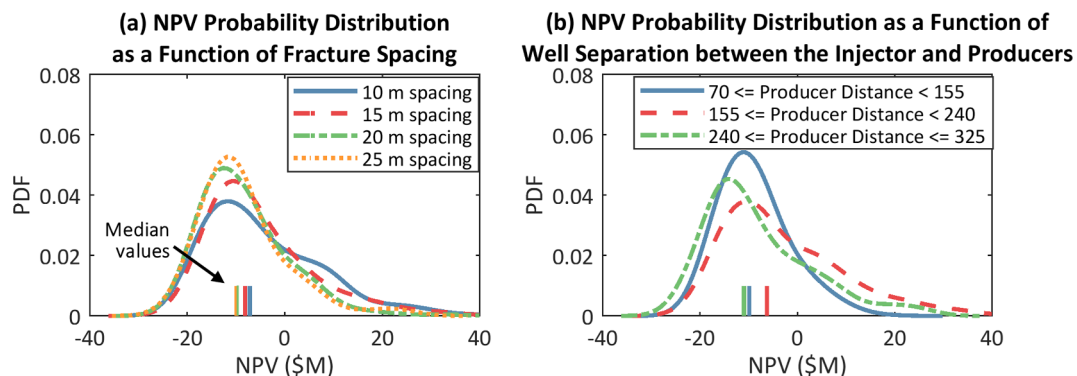 (a) NPV Probability Distribution
as a Function of Fracture Spacing
0.08
0.06
0.04
0.02
0
PDF
10 m spacing
15 m spacing
20 m spacing
25 m spacing
Median
values
-40
-20
0
20
40
NPV ($M)
(b) NPV Probability Distribution as a Function of
Well Separation between the Injector and Producers
0.08
0.06
0.04
0.02
0
PDF
70 <= Producer Distance < 155
155 <= Producer Distance < 240
240 <= Producer Distance <= 325
-40
-20
0
20
40
NPV ($M)